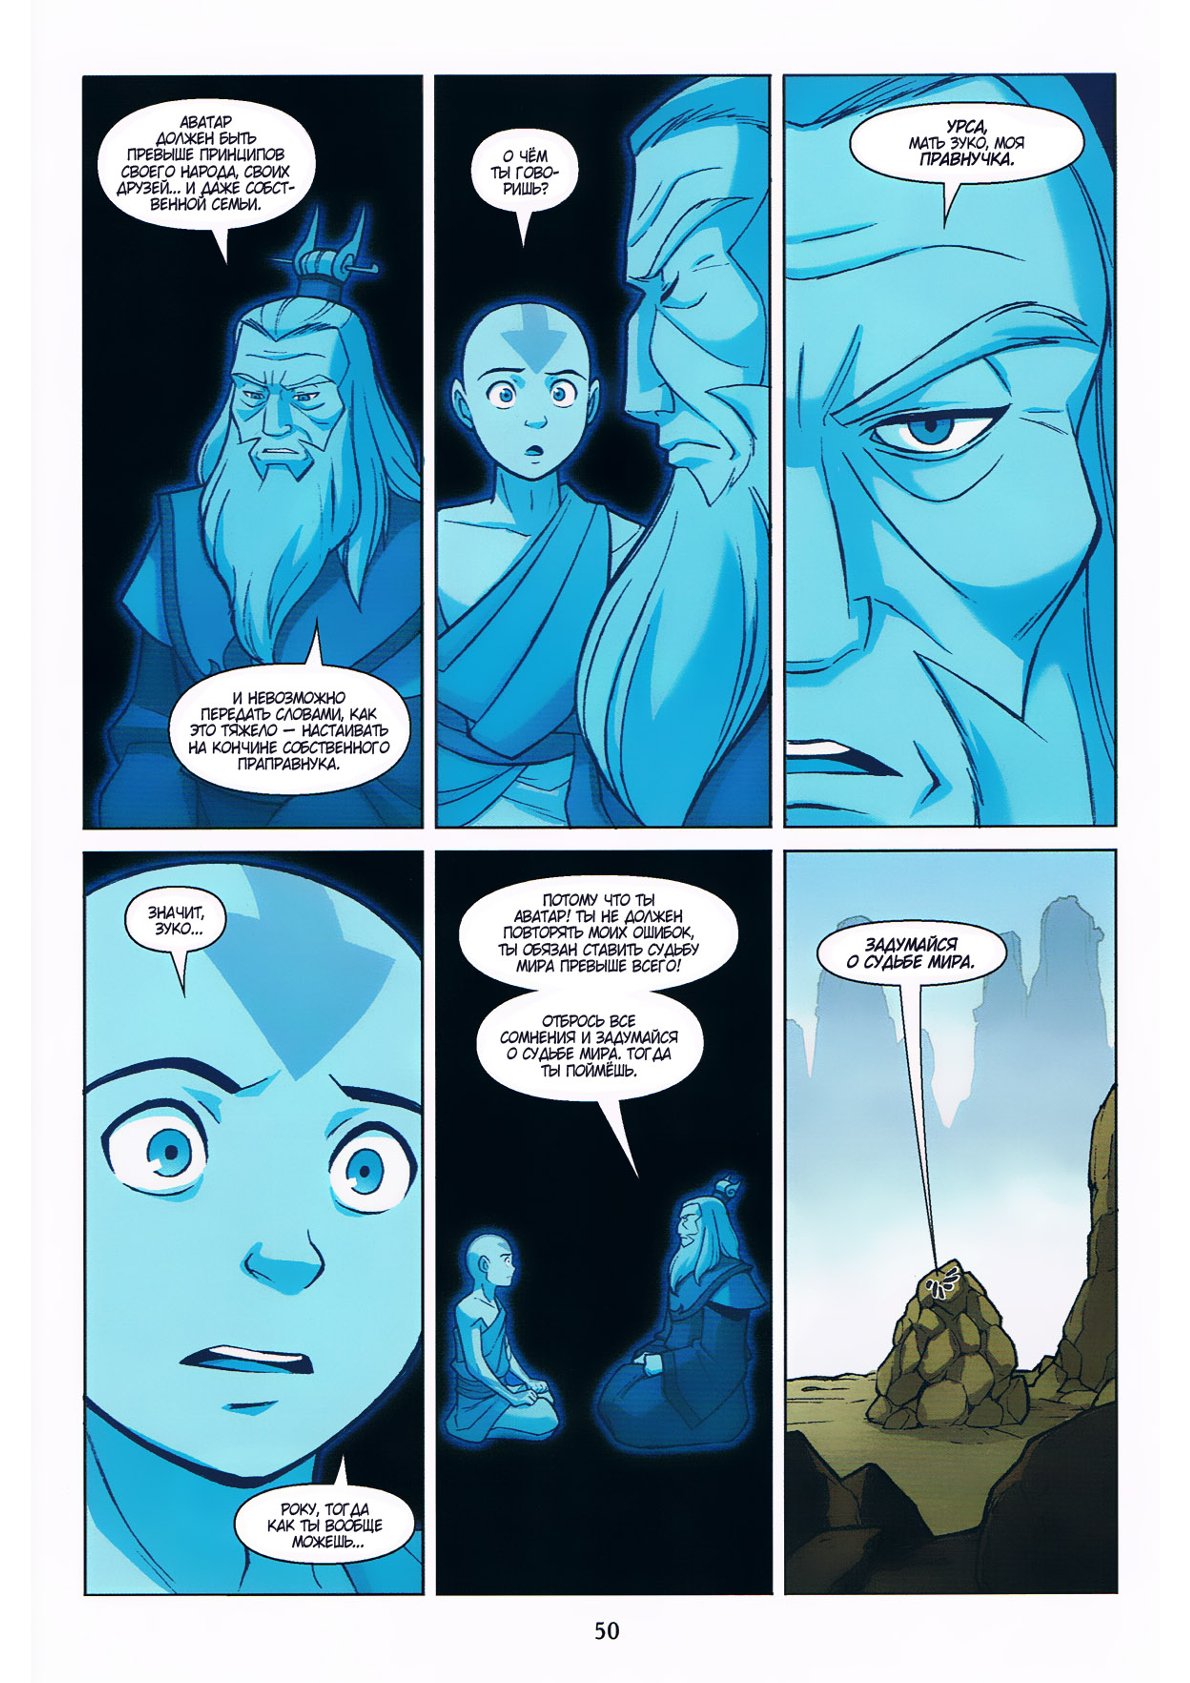 АВАТАР
ДОЛЖЕН БЫТЬ
ПРЕВЫШЕ ПРИНЦИПОВ
СВОЕГО НАРОДА, СВОИХ
ДРУЗЕЙ... И ДАЖЕ СОБСТ-
ВЕННОЙ СЕМЬИ.
И НЕВОЗМОЖНО
ПЕРЕДАТЬ СЛОВАМИ, КАК
ЭТО ТЯЖЕЛО — НАСТАИВАТЬ
НА КОНЧИНЕ СОБСТВЕННОГО
ПРАПРАВНУКА.
О ЧЁМ
ТЫ ГОВО-
РИШЬ?
УРСА,
МАТЬ ЗУКО, МОЯ
ПРАВНУЧКА.
ЗНАЧИТ,
ЗУКО...
РОКУ, ТОГДА
КАК ТЫ ВООБЩЕ
МОЖЕШЬ...
ПОТОМУ ЧТО ТЫ
АВАТАР! ТЫ НЕ ДОЛЖЕН
ПОВТОРЯТЬ МОИХ ОШИБОК,
ТЫ ОБЯЗАН СТАВИТЬ СУДЬБУ
МИРА ПРЕВЫШЕ ВСЕГО!
ОТБРОСЬ ВСЕ
СОМНЕНИЯ И ЗАДУМАЙСЯ
О СУДЬБЕ МИРА. ТОГДА
ТЫ ПОЙМЁШЬ.
ЗАДУМАЙСЯ
О СУДЬБЕ МИРА.
50